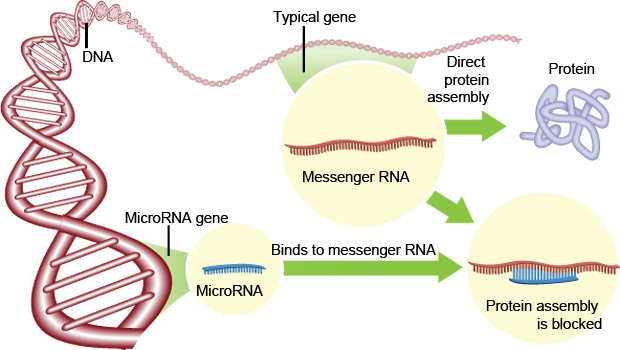 Typical gene
DNA
Direct
protein
assembly
Protein
Messenger RNA
MicroRNA gene
Binds to messenger RNA
MicroRNA
Protein assembly
is blocked